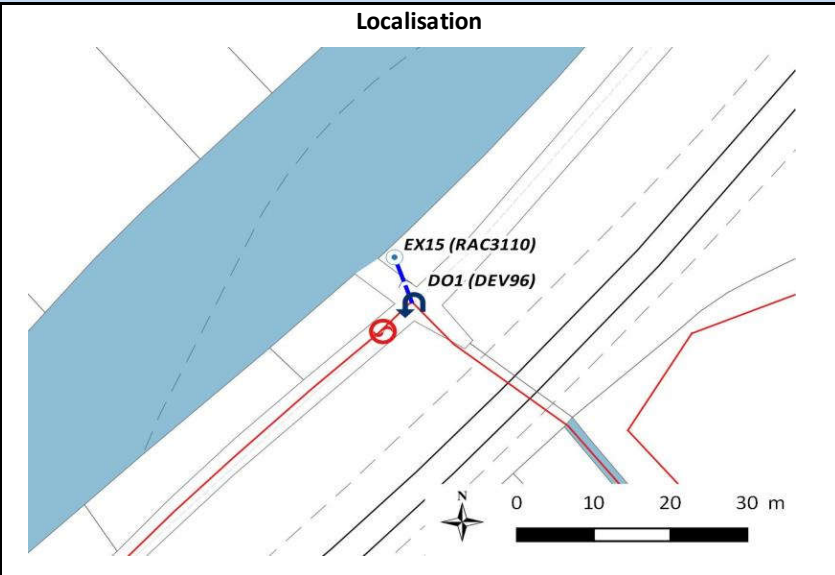 Localisation
EX15 (RAC3110)
DO1 (DEV96)
N
0 10 20 30 m